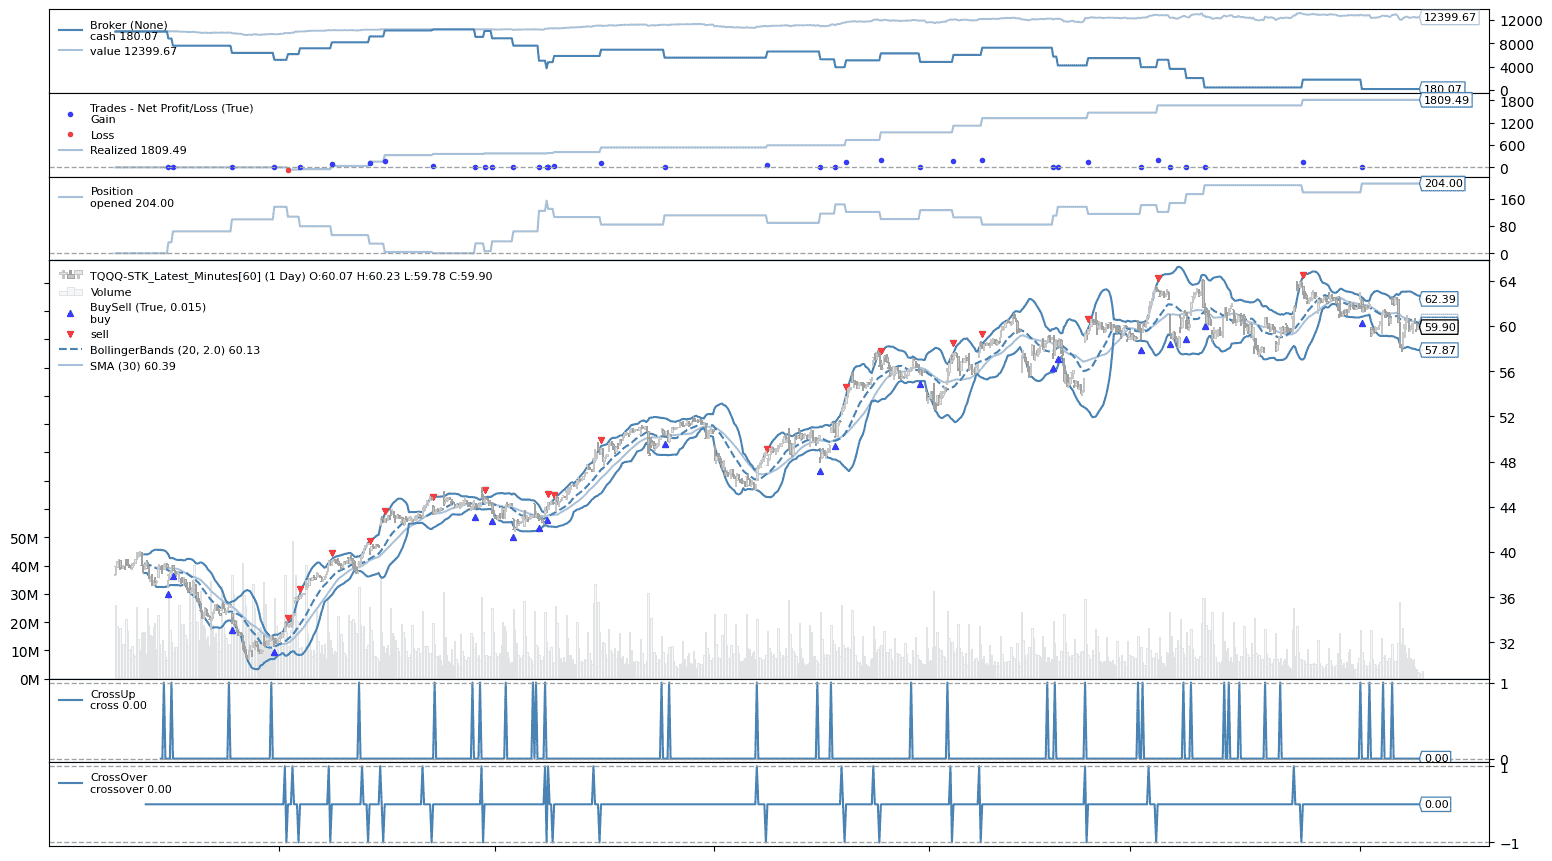 Broker (None)
cash 180.07
value 12399.67
12399.67
12000
8000
4000
180.07
0
Trades - Net Profit/Loss (True)
Gain
Loss
Realized 1809.49
1809.49
1800
1200
600
0
Position
opened 204.00
204.00
160
80
0
TQQQ-STK_Latest_Minutes[60] (1 Day) O:60.07 H:60.23 L:59.78 C:59.90
Volume
BuySell (True, 0.015)
buy
sell
BollingerBands (20, 2.0) 60.13
SMA (30) 60.39
64
62.39
60
59.90
57.87
56
52
48
44
40
36
32
50M
40M
30M
20M
10M
0M
CrossUp
cross 0.00
1
0.00
0
CrossOver
crossover 0.00
1
0.00
−1